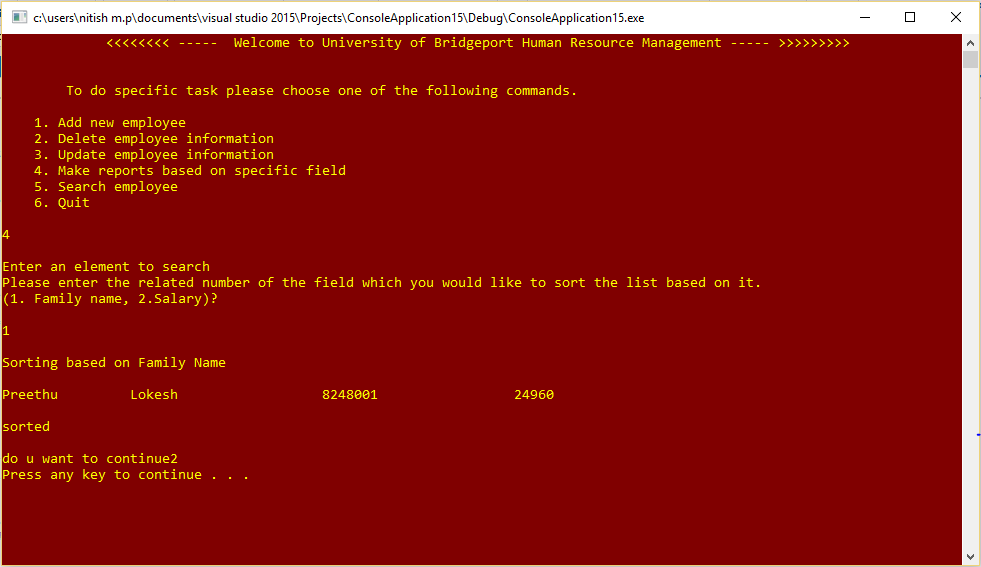 c:\users\nitish m.p\documents\visual studio 2015\Projects\ConsoleApplication15\Debug\ConsoleApplication15.exe
<<<<<<<< ----- Welcome to University of Bridgeport Human Resource Management ----- >>>>>>>>>
To do specific task please choose one of the following commands.
1. Add new employee
2. Delete employee information
3. Update employee information
4. Make reports based on specific field
5. Search employee
6. Quit
4
Enter an element to search
Please enter the related number of the field which you would like to sort the list based on it.
(1. Family name, 2.Salary)?
1
Sorting based on Family Name
Preethu Lokesh 8248001 24960
sorted
do u want to continue2
Press any key to continue . . .